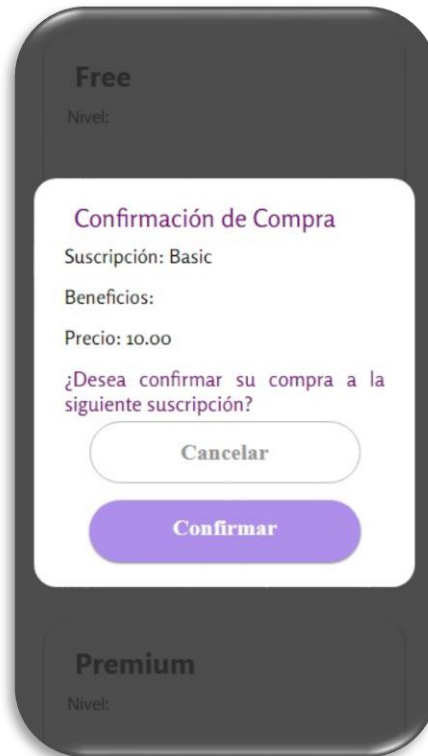 Free
Nivel:
Confirmación de Compra
Suscripción: Basic
Beneficios:
Precio: 10.00
¿Desea confirmar su compra a la
siguiente suscripción?
Cancelar
Confirmar
Premium
Nivel: